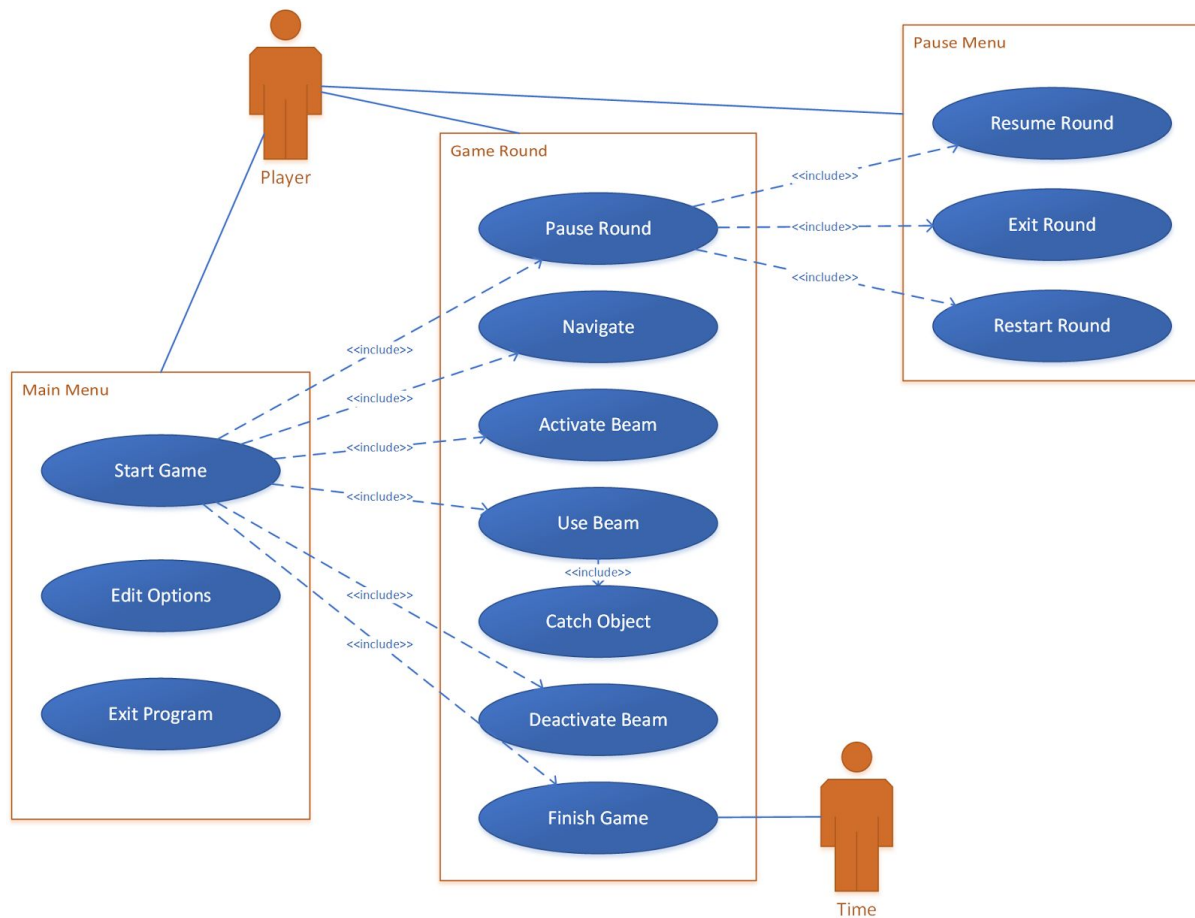 Pause Menu
Resume Round
Player
Game Round
<<include>>
Pause Round
<<include>>
Exit Round
<<include>>
Restart Round
Navigate
<<include>>
Main Menu
<<include>>
Activate Beam
<<include>>
Start Game
<<include>>
Use Beam
<<include>>
Edit Options
<<include>>
Catch Object
<<include>>
Exit Program
Deactivate Beam
Finish Game
Time